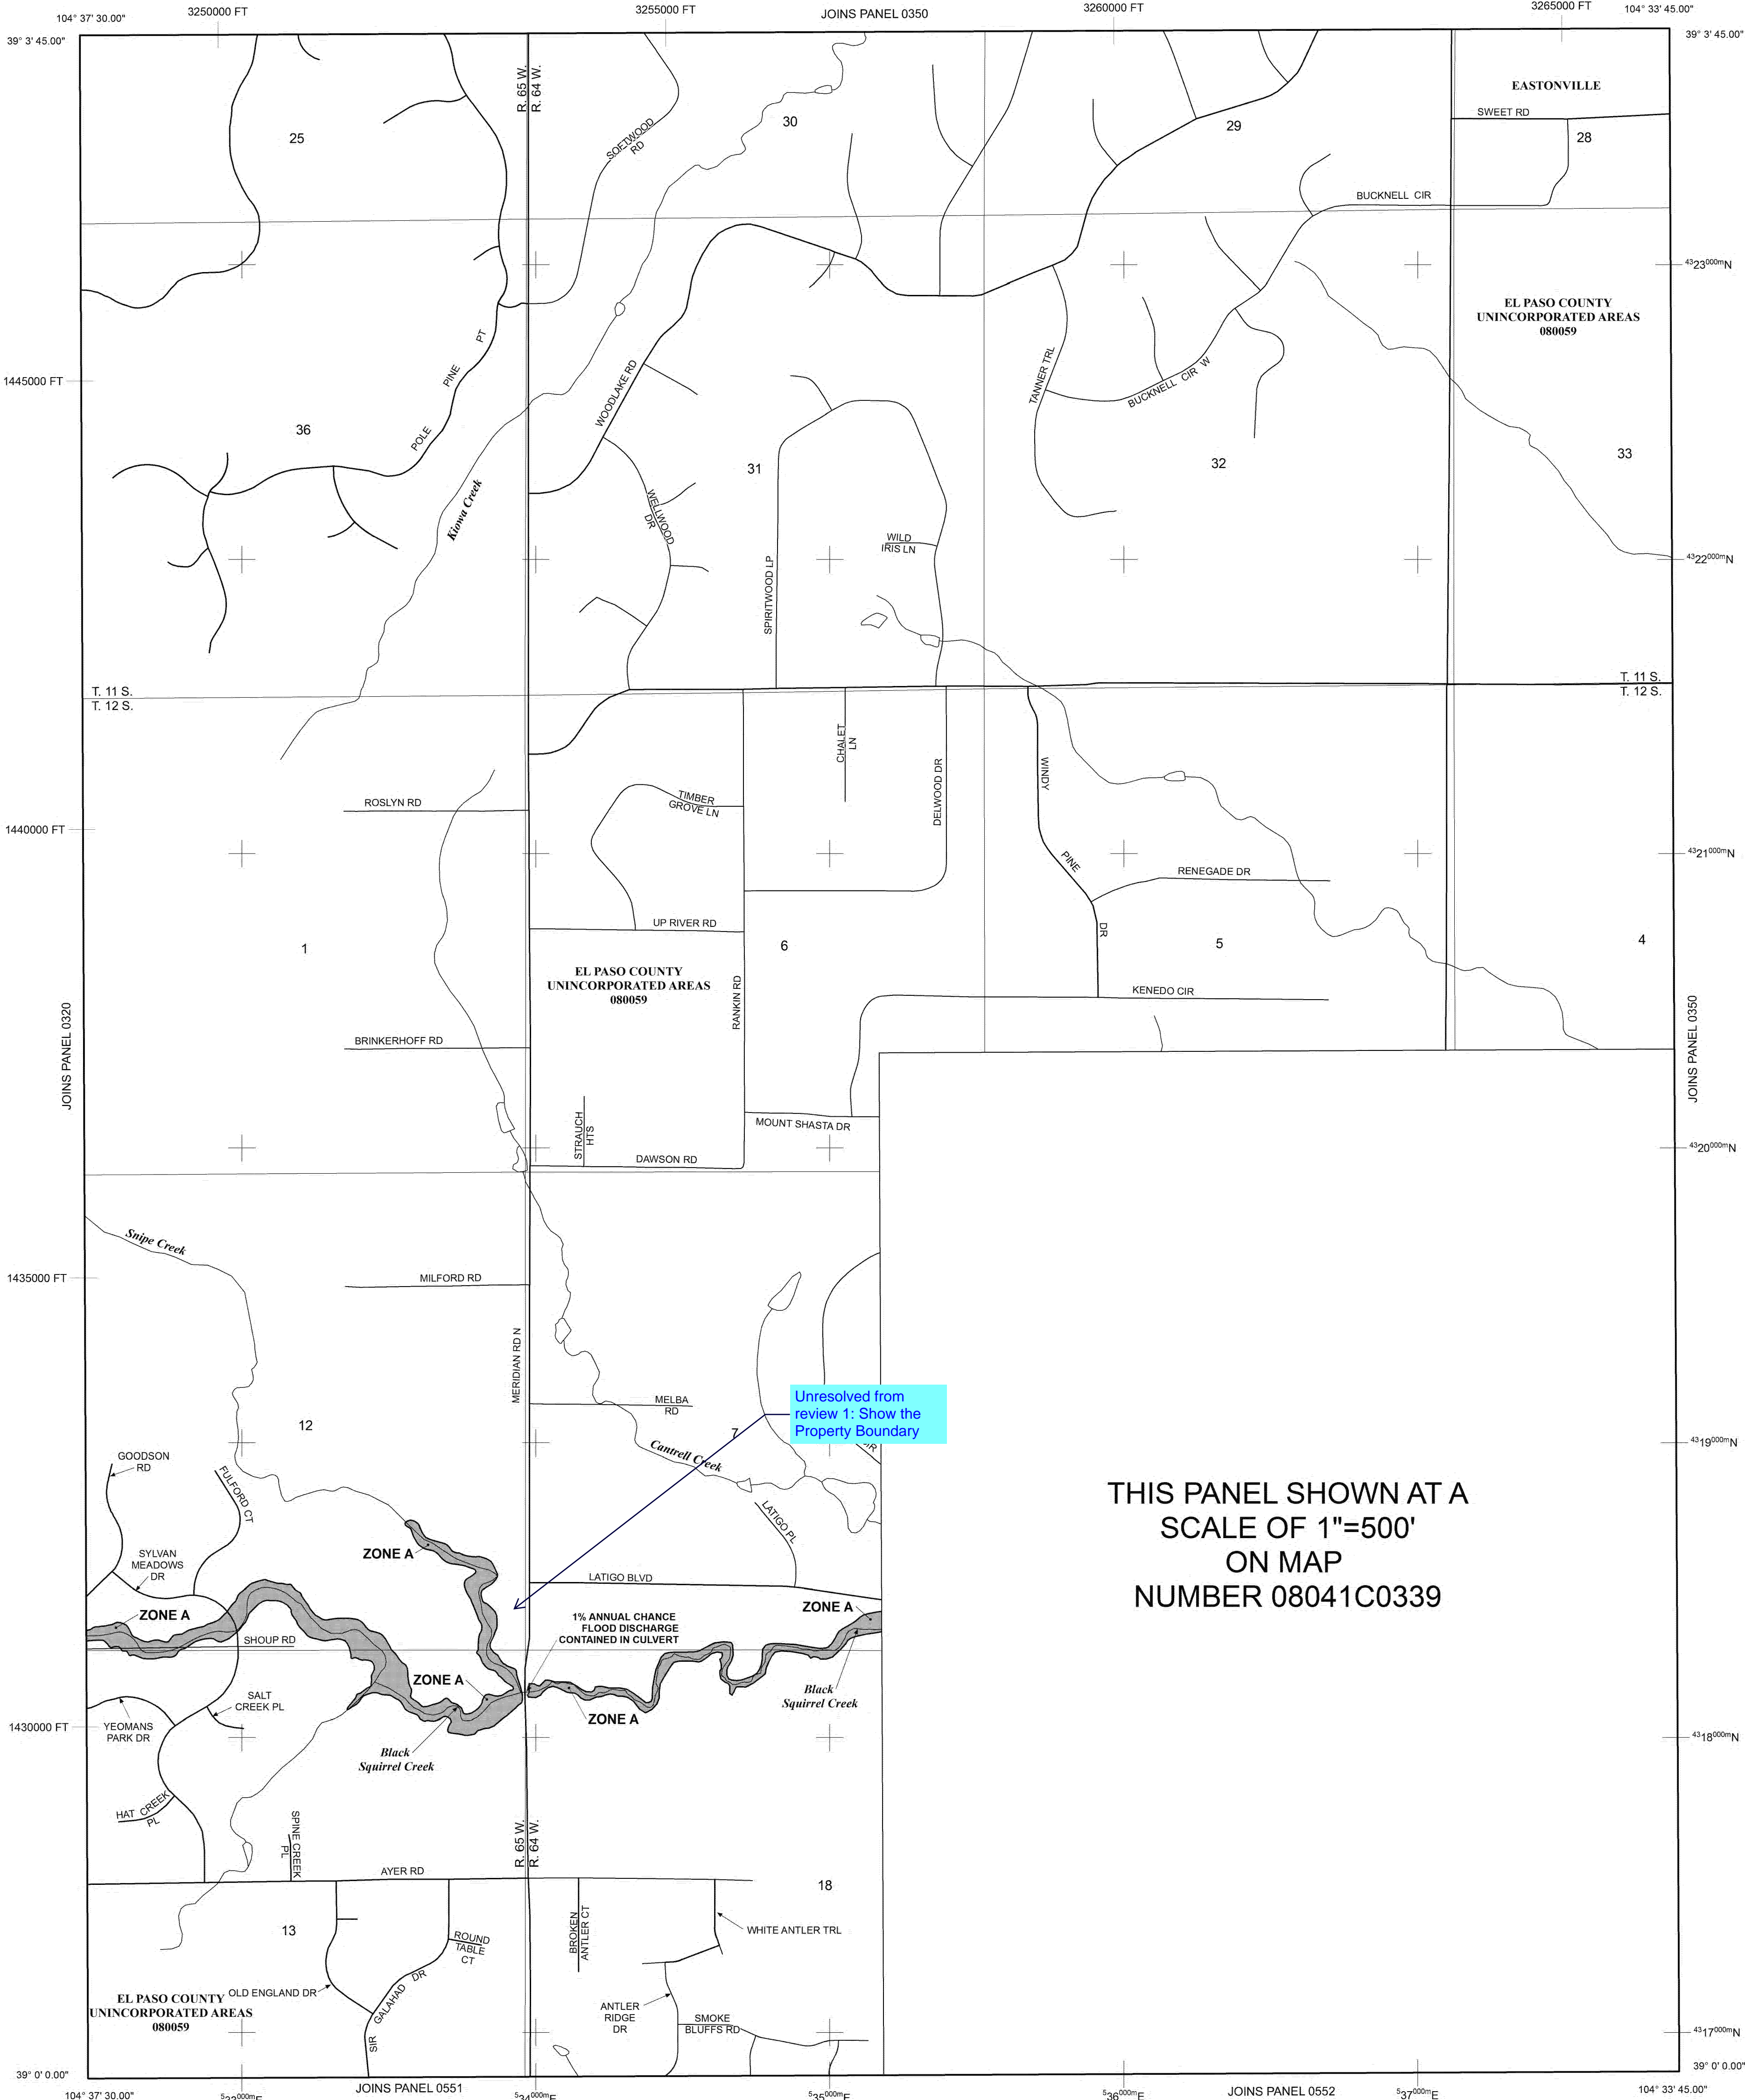 104° 37' 30.00"
3250000 FT
3255000 FT
JOINS PANEL 0350
3260000 FT
3265000 FT
104° 33' 45.00"
39° 3' 45.00"
39° 3' 45.00"
R. 65 W.
R. 64 W.
EASTONVILLE
SWEET RD
25
30
29
28
SOFTWOOD
RD
BUCKNELL CIR
4323000mN
EL PASO COUNTY
UNINCORPORATED AREAS
080059
1445000 FT
POLE PINE PT
WOODLAKE RD
TANNER TRL
BUCKNELL CIR W
36
31
32
33
Kiowa Creek
WELLWOOD
DR
WILD
IRIS LN
SPIRITWOOD LP
4322000mN
T. 11 S.
T. 12 S.
T. 11 S.
T. 12 S.
CHALET
LN
DELWOOD DR
WINDY PINE DR
ROSLYN RD
TIMBER
GROVE LN
1440000 FT
4321000mN
RENEGADE DR
UP RIVER RD
1
6
5
4
EL PASO COUNTY
UNINCORPORATED AREAS
080059
RANKIN RD
KENEDO CIR
JOINS PANEL 0320
JOINS PANEL 0350
BRINKERHOFF RD
STRAUCH
HTS
MOUNT SHASTA DR
DAWSON RD
4320000mN
Snipe Creek
1435000 FT
MILFORD RD
MERIDIAN RD N
MELBA
RD
Unresolved from
review 1: Show the
Property Boundary
12
7
Cantrell Creek
4319000mN
GOODSON
RD
FULFORD CT
LATIGO PL
THIS PANEL SHOWN AT A
SCALE OF 1"=500'
ON MAP
NUMBER 08041C0339
SYLVAN
MEADOWS
DR
ZONE A
LATIGO BLVD
ZONE A
1% ANNUAL CHANCE
FLOOD DISCHARGE
CONTAINED IN CULVERT
ZONE A
SHOUP RD
ZONE A
SALT
CREEK PL
Black
Squirrel Creek
ZONE A
1430000 FT
YEOMANS
PARK DR
4318000mN
Black
Squirrel Creek
HAT CREEK
PL
SPINE CREEK
PL
R. 65 W.
R. 64 W.
AYER RD
18
13
BROKEN
ANTLER CT
WHITE ANTLER TRL
ROUND
TABLE
CT
EL PASO COUNTY
UNINCORPORATED AREAS
080059
OLD ENGLAND DR
SIR GALAHAD DR
ANTLER
RIDGE
DR
SMOKE
BLUFFS RD
4317000mN
39° 0' 0.00"
39° 0' 0.00"
104° 37' 30.00"
JOINS PANEL 0551
534000mE
535000mE
536000mE
JOINS PANEL 0552
537000mE
104° 33' 45.00"